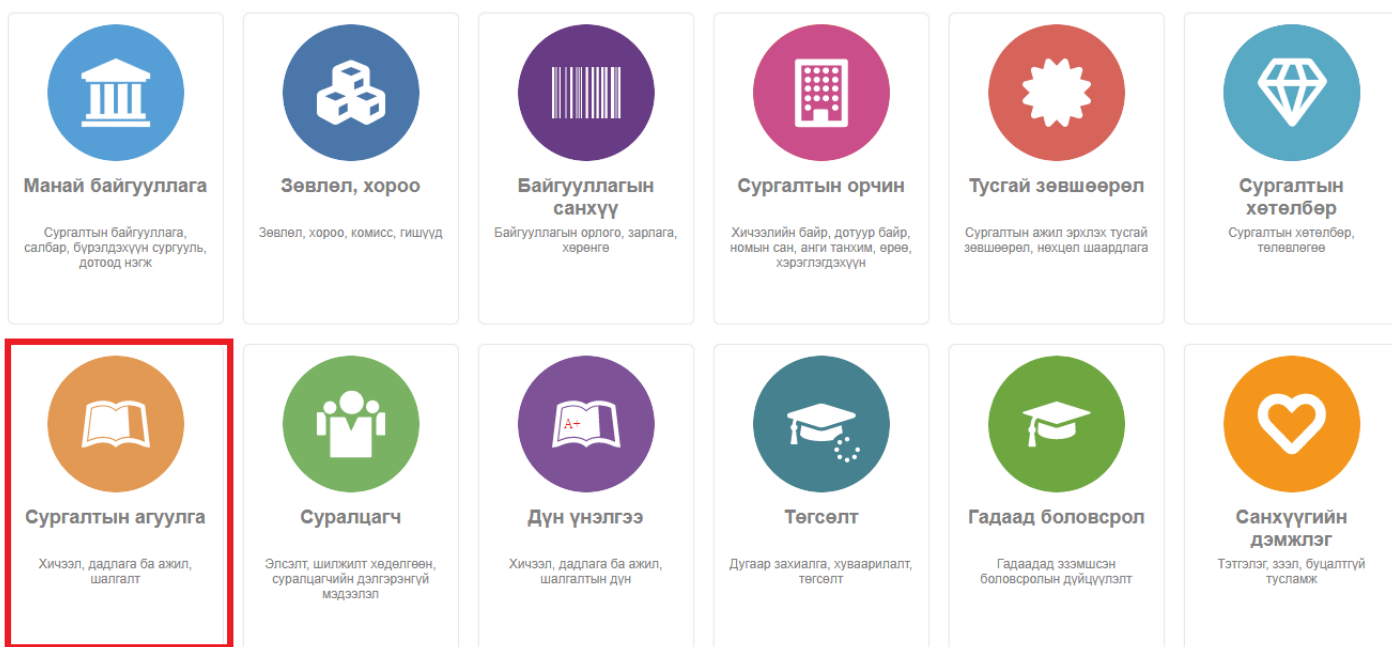 Манай байгууллага
Сургалтын байгууллага,
салбар, бүрэлдэхүүн сургууль,
дотоод нэгж
Зөвлөл, хороо
Зөвлөл, хороо, комисс, гишүүд
Байгууллагын
санхүү
Байгууллагын орлого, зарлага,
хөрөнгө
Сургалтын орчин
Хичээлийн байр, дотуур байр,
номын сан, анги танхим, өрөө,
хэрэглэгдэхүүн
Тусгай зөвшөөрөл
Сургалтын ажил эрхлэх тусгай
зөвшөөрөл, нөхцөл шаардлага
Сургалтын
хөтөлбөр
Сургалтын хөтөлбөр,
төлөвлөгөө
Сургалтын агуулга
Хичээл, дадлага ба ажил,
шалгалт
Суралцагч
Элсэлт, шилжилт хөдөлгөөн,
суралцагчийн дэлгэрэнгүй
мэдээлэл
A+
Дүн үнэлгээ
Хичээл, дадлага ба ажил,
шалгалтын дүн
Төгсөлт
Дугаар захиалга, хуваарилалт,
төгсөлт
Гадаад боловсрол
Гадаадад эзэмшсэн
боловсролын дүйцүүлэлт
Санхүүгийн
дэмжлэг
Тэтгэлэг, зээл, буцалтгүй
тусламж